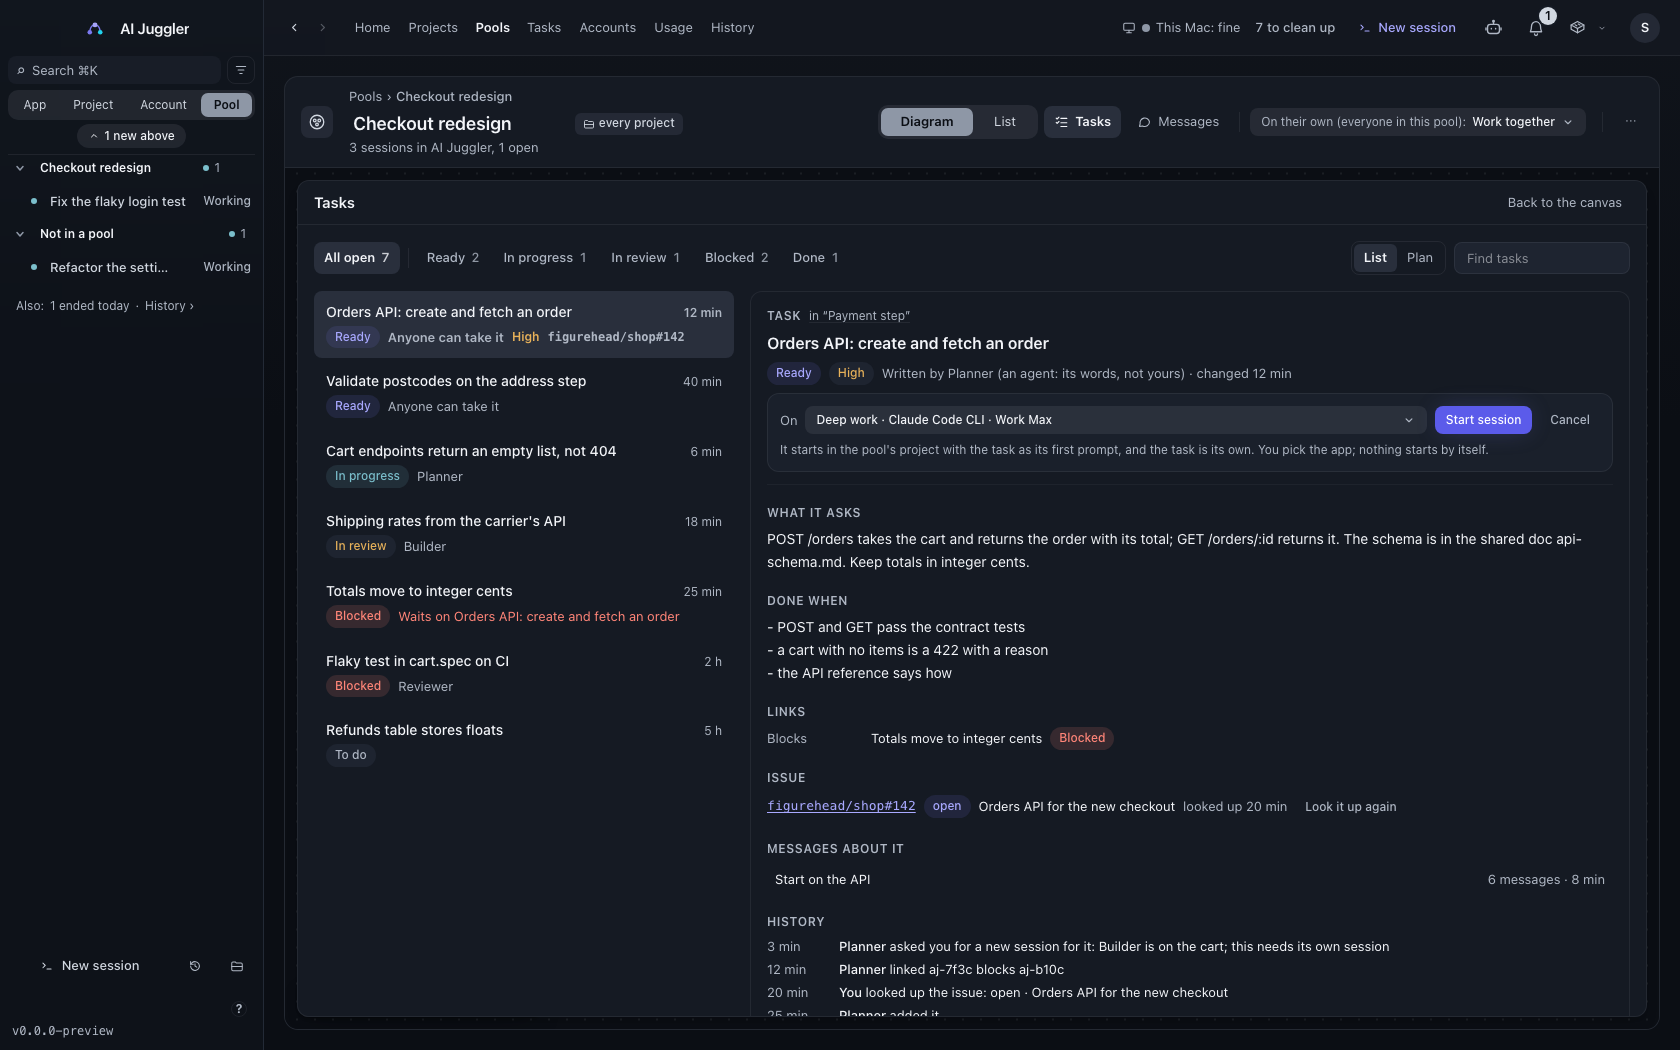 AI Juggler
Search ⌘K
App Project Account Pool
1 new above
Checkout redesign 1
Fix the flaky login test Working
Not in a pool 1
Refactor the setti... Working
Also: 1 ended today · History ›
New session
?
v0.0.0-preview
Home Projects Pools Tasks Accounts Usage History
This Mac: fine 7 to clean up New session 1 S
Pools › Checkout redesign
Checkout redesign every project
3 sessions in AI Juggler, 1 open
Diagram List Tasks Messages On their own (everyone in this pool): Work together ...
Tasks Back to the canvas
All open 7 Ready 2 In progress 1 In review 1 Blocked 2 Done 1 List Plan Find tasks
Orders API: create and fetch an order 12 min
Ready Anyone can take it High figurehead/shop#142
Validate postcodes on the address step 40 min
Ready Anyone can take it
Cart endpoints return an empty list, not 404 6 min
In progress Planner
Shipping rates from the carrier's API 18 min
In review Builder
Totals move to integer cents 25 min
Blocked Waits on Orders API: create and fetch an order
Flaky test in cart.spec on CI 2 h
Blocked Reviewer
Refunds table stores floats 5 h
To do
TASK in “Payment step”
Orders API: create and fetch an order
Ready High Written by Planner (an agent: its words, not yours) · changed 12 min
On Deep work · Claude Code CLI · Work Max Start session Cancel
It starts in the pool's project with the task as its first prompt, and the task is its own. You pick the app; nothing starts by itself.
WHAT IT ASKS
POST /orders takes the cart and returns the order with its total; GET /orders/:id returns it. The schema is in the shared doc api-
schema.md. Keep totals in integer cents.
DONE WHEN
- POST and GET pass the contract tests
- a cart with no items is a 422 with a reason
- the API reference says how
LINKS
Blocks Totals move to integer cents Blocked
ISSUE
figurehead/shop#142 open Orders API for the new checkout looked up 20 min Look it up again
MESSAGES ABOUT IT
Start on the API 6 messages · 8 min
HISTORY
3 min Planner asked you for a new session for it: Builder is on the cart; this needs its own session
12 min Planner linked aj-7f3c blocks aj-b10c
20 min You looked up the issue: open · Orders API for the new checkout
25 min Planner added it